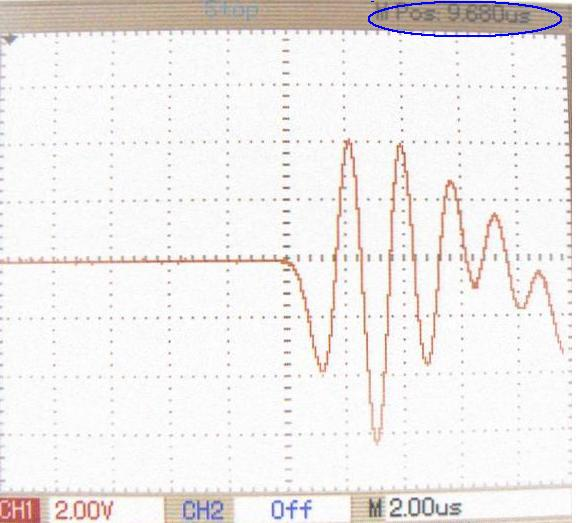 Stop
M Pos: 9.680us
CH1 2.00V CH2 Off M 2.00us